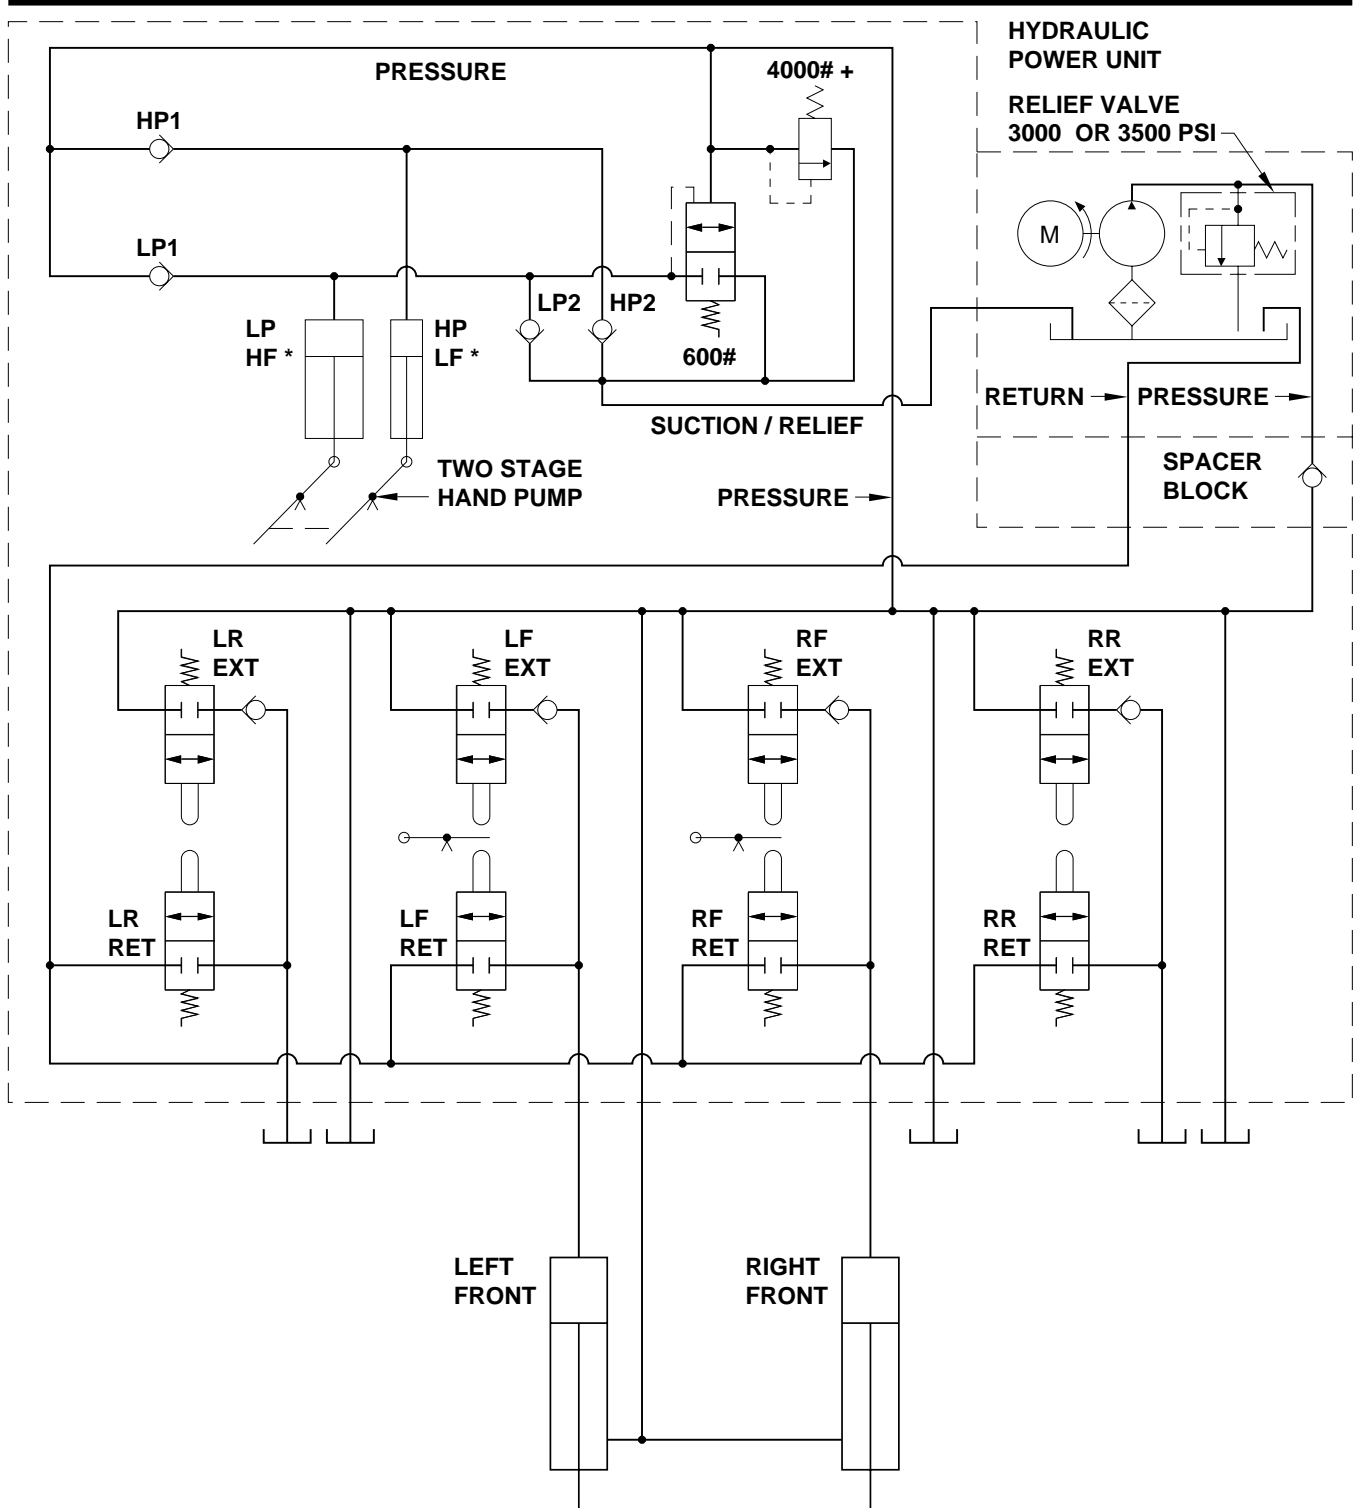 HYDRAULIC
POWER UNIT
PRESSURE
4000# +
RELIEF VALVE
3000 OR 3500 PSI
HP1
M
LP1
LP2
HP2
LP
HF *
HP
LF *
600#
RETURN
PRESSURE
SUCTION / RELIEF
TWO STAGE
HAND PUMP
PRESSURE
SPACER
BLOCK
LR
EXT
LF
EXT
RF
EXT
RR
EXT
LR
RET
LF
RET
RF
RET
RR
RET
LEFT
FRONT
RIGHT
FRONT